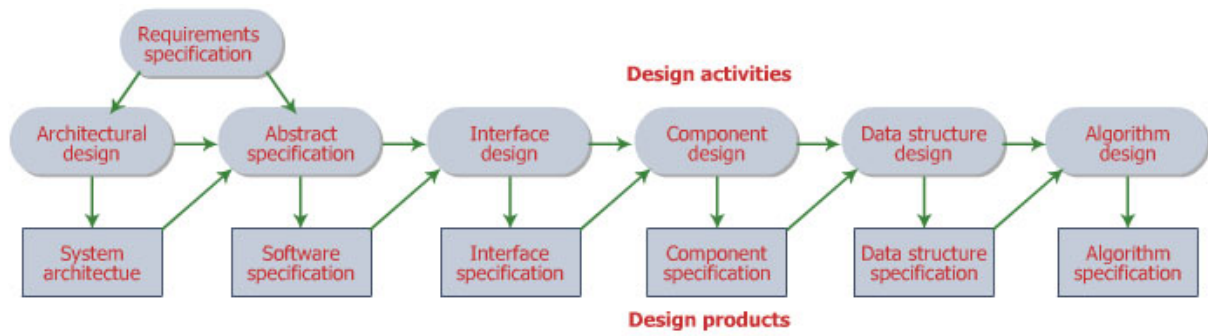 Requirements
specification
Design activities
Architectural
design
Abstract
specification
Interface
design
Component
design
Data structure
design
Algorithm
design
System
architectue
Software
specification
Interface
specification
Component
specification
Data structure
specification
Algorithm
specification
Design products